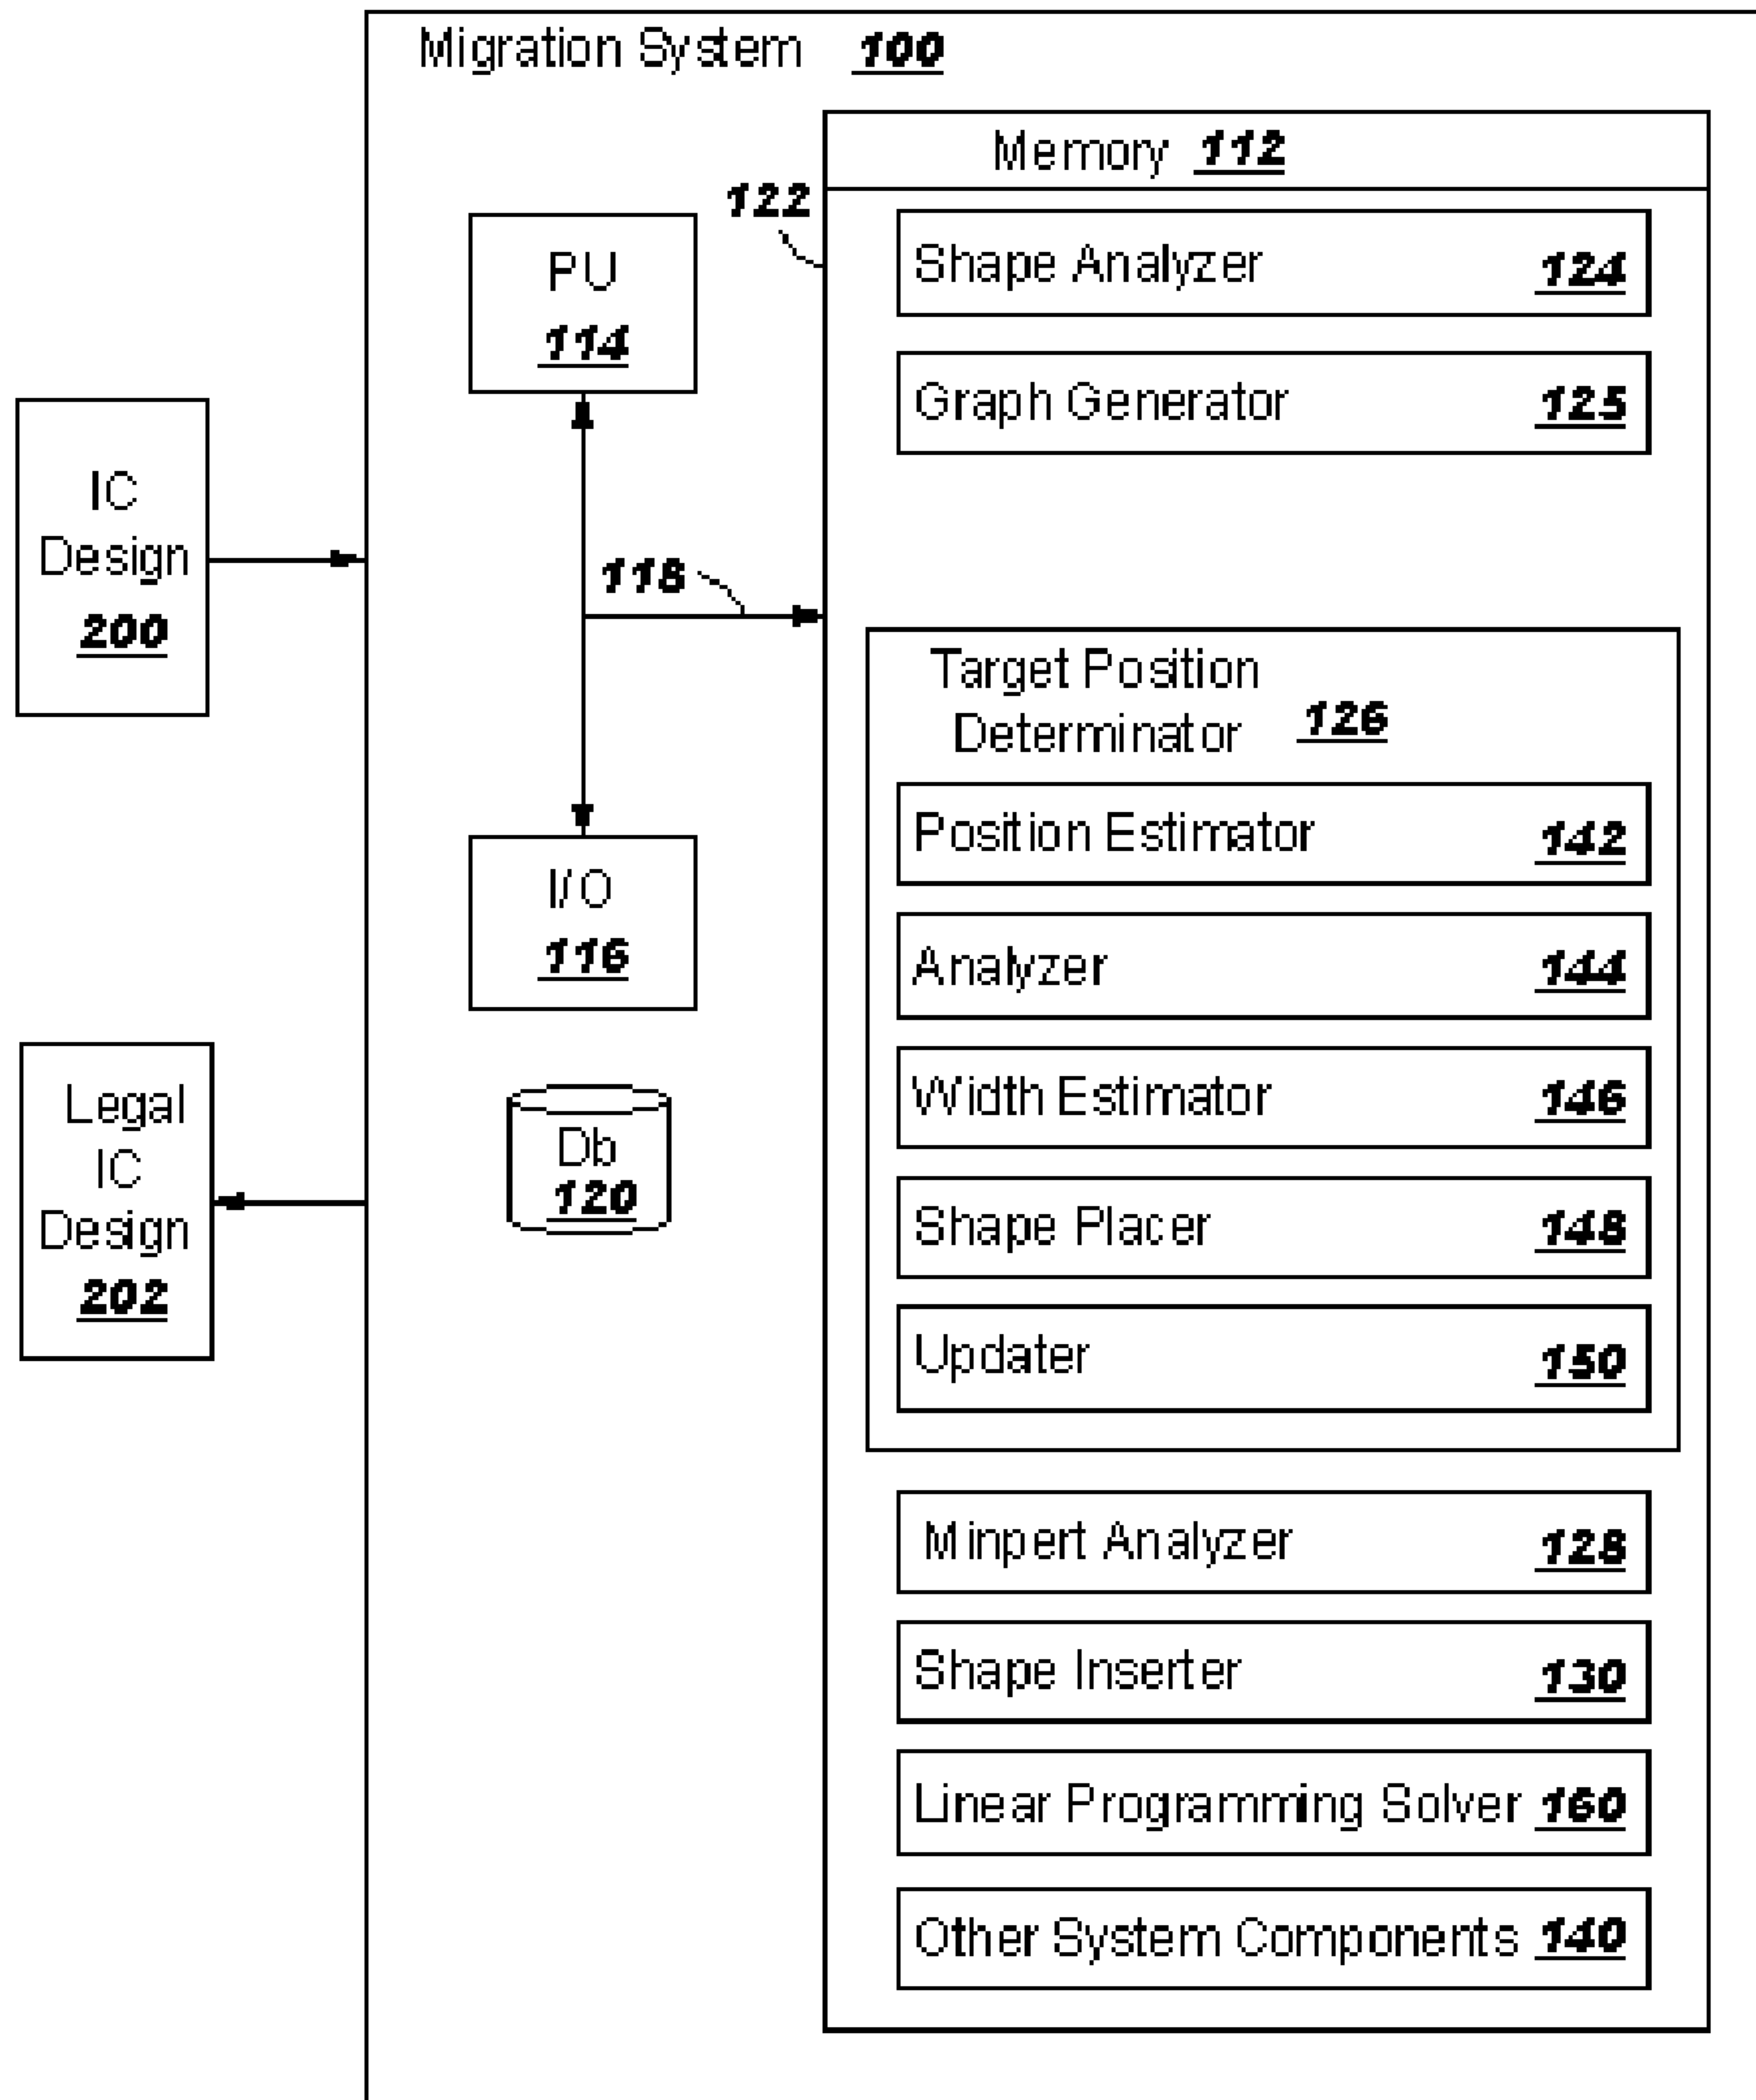 Migration System 100
Memory 112
122
Shape Analyzer 124
PU
114
Graph Generator 125
IC
Design
200
118
Target Position
Determinator 126
Position Estimator 142
I/O
116
Analyzer 144
Width Estimator 146
Legal
IC
Design
202
Db
120
Shape Placer 148
Updater 150
Minpert Analyzer 128
Shape Inserter 130
Linear Programming Solver 160
Other System Components 140